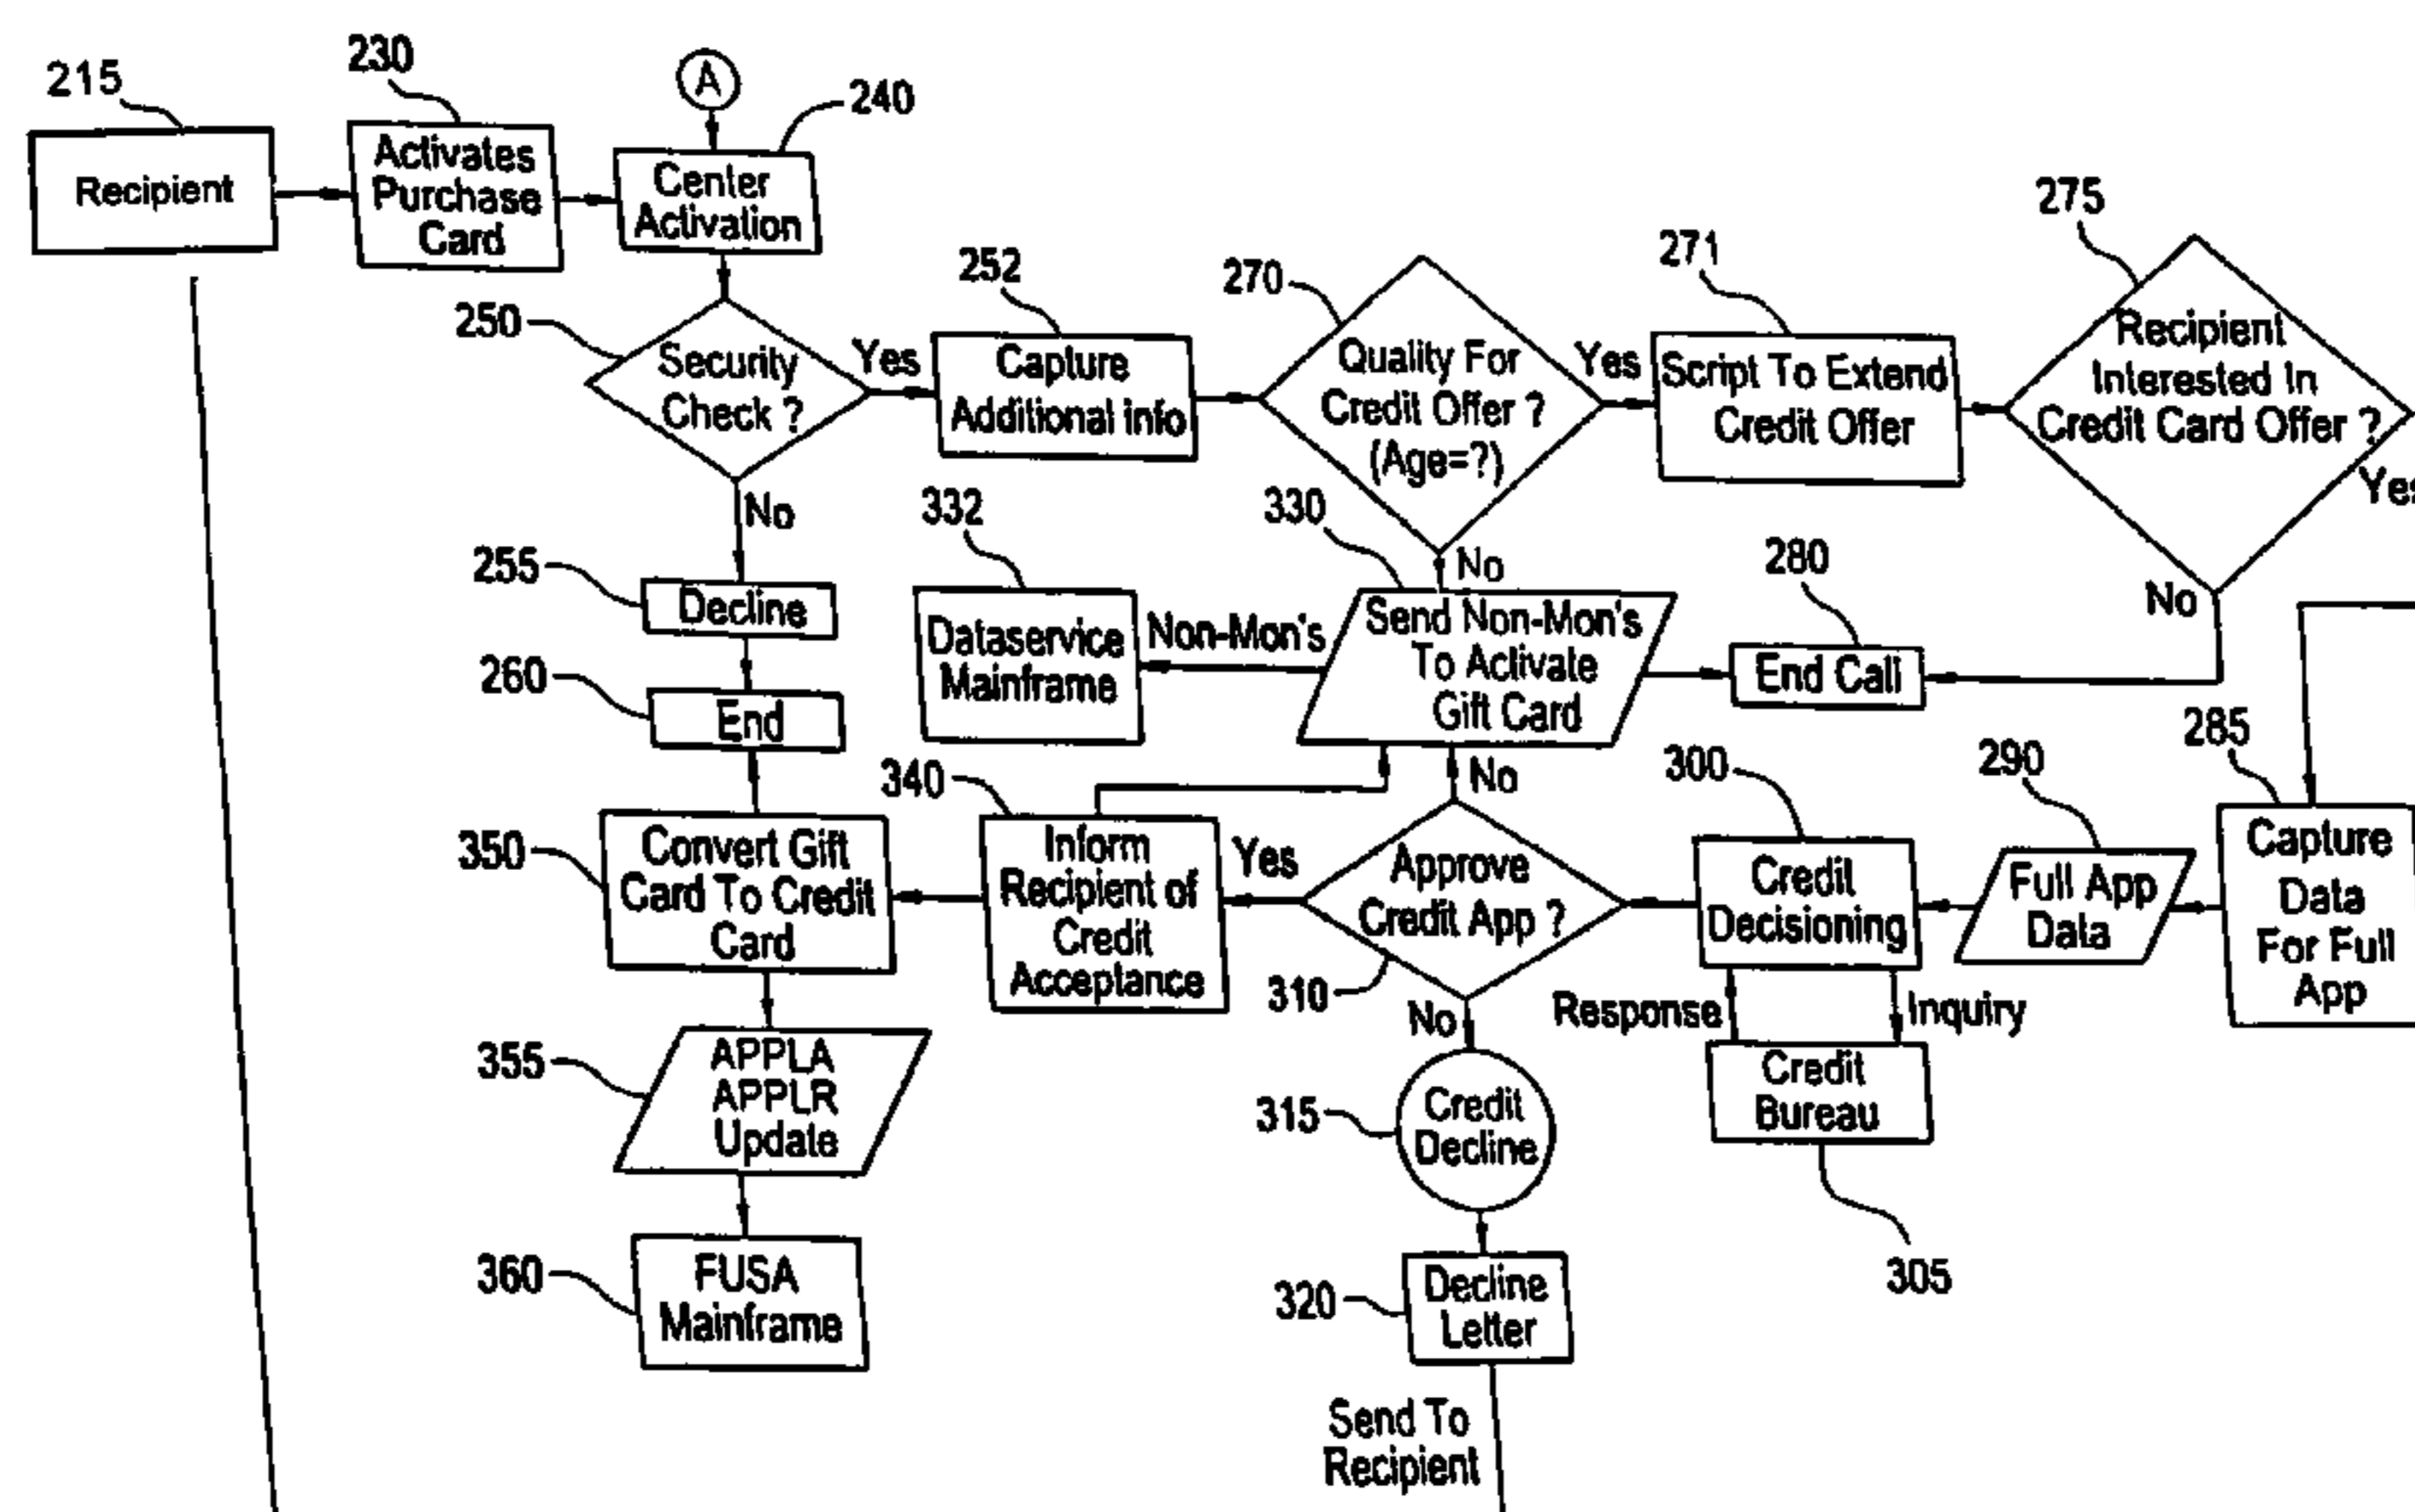 215
230
A
240
Recipient
Activates
Purchase
Card
Center
Activation
250
Security
Check ?
Yes
No
252
Capture
Additional info
270
Quality For
Credit Offer ?
(Age=?)
Yes
No
271
Script To Extend
Credit Offer
275
Recipient
Interested In
Credit Card Offer ?
Yes
No
255
Decline
260
End
332
Dataservice
Mainframe
Non-Mon's
330
Send Non-Mon's
To Activate
Gift Card
280
End Call
350
Convert Gift
Card To Credit
Card
340
Inform
Recipient of
Credit
Acceptance
Yes
No
Approve
Credit App ?
310
No
300
Credit
Decisioning
290
Full App
Data
285
Capture
Data
For Full
App
Response
Inquiry
Credit
Bureau
305
355
APPLA
APPLR
Update
315
Credit
Decline
360
FUSA
Mainframe
320
Decline
Letter
Send To
Recipient